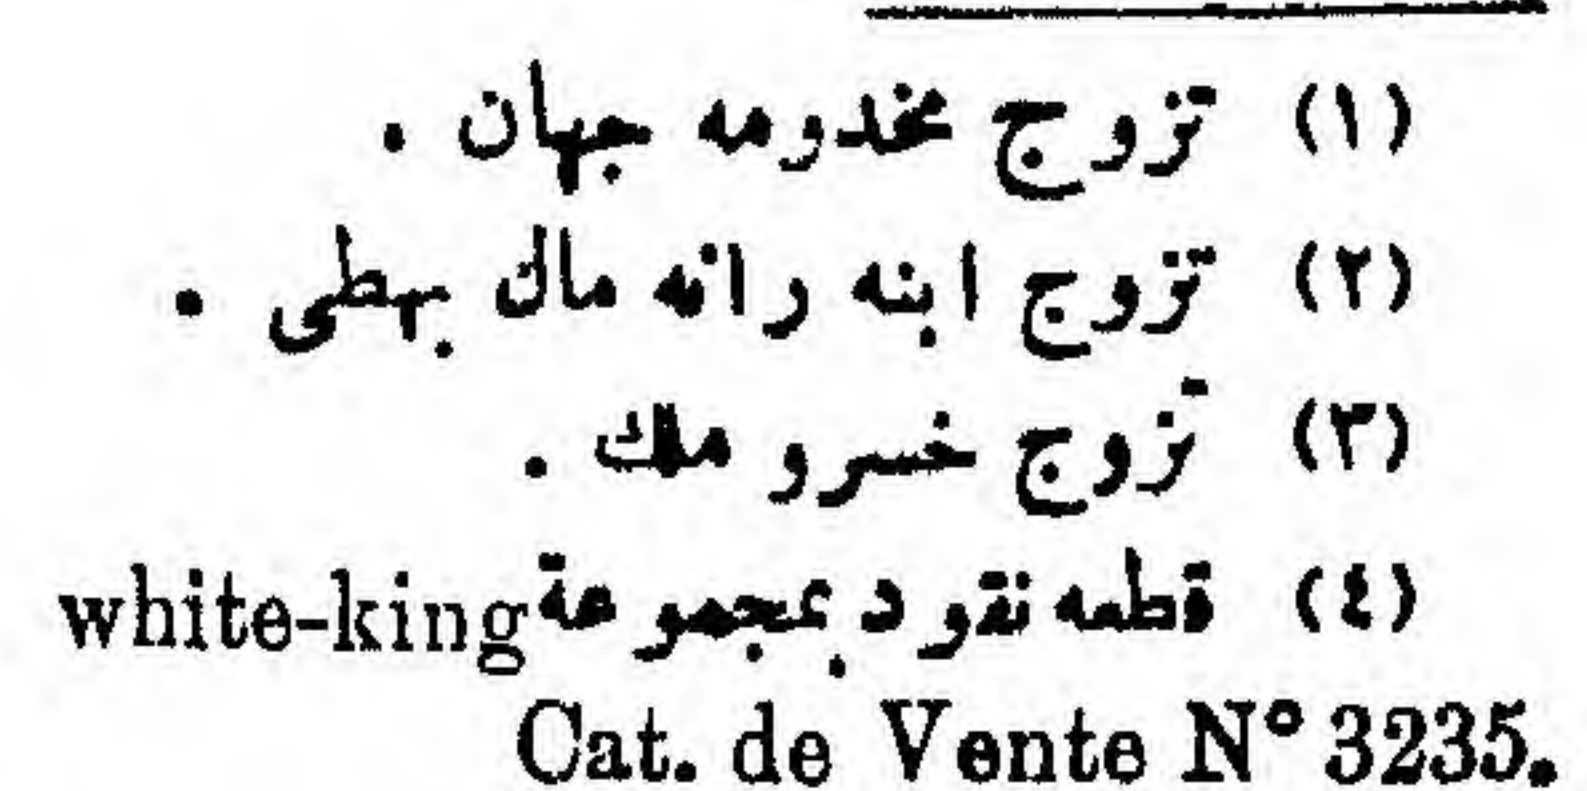 (١) تزوج مخدومه جهان .
(٢) تزوج ابنه رانه مال بهطى .
(٣) تزوج خسرو ملك .
(٤) قطعه نقود بمجموعة white-king
Cat. de Vente N° 3235.